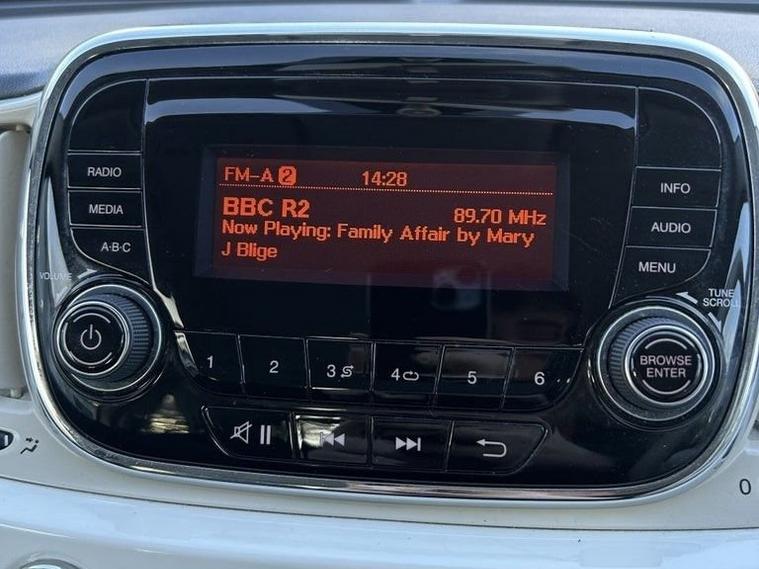 FM-A 2 14:28
BBC R2 89.70 MHz
Now Playing: Family Affair by Mary
J Blige
RADIO
MEDIA
A·B·C
VOLUME
INFO
AUDIO
MENU
TUNE
SCROLL
1 2 3 4 5 6
BROWSE
ENTER
0